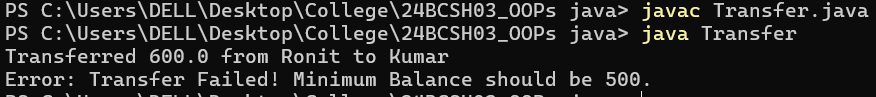 PS C:\Users\DELL\Desktop\College\24BCSH03_OOPs java> javac Transfer.java
PS C:\Users\DELL\Desktop\College\24BCSH03_OOPs java> java Transfer
Transferred 600.0 from Ronit to Kumar
Error: Transfer Failed! Minimum Balance should be 500.